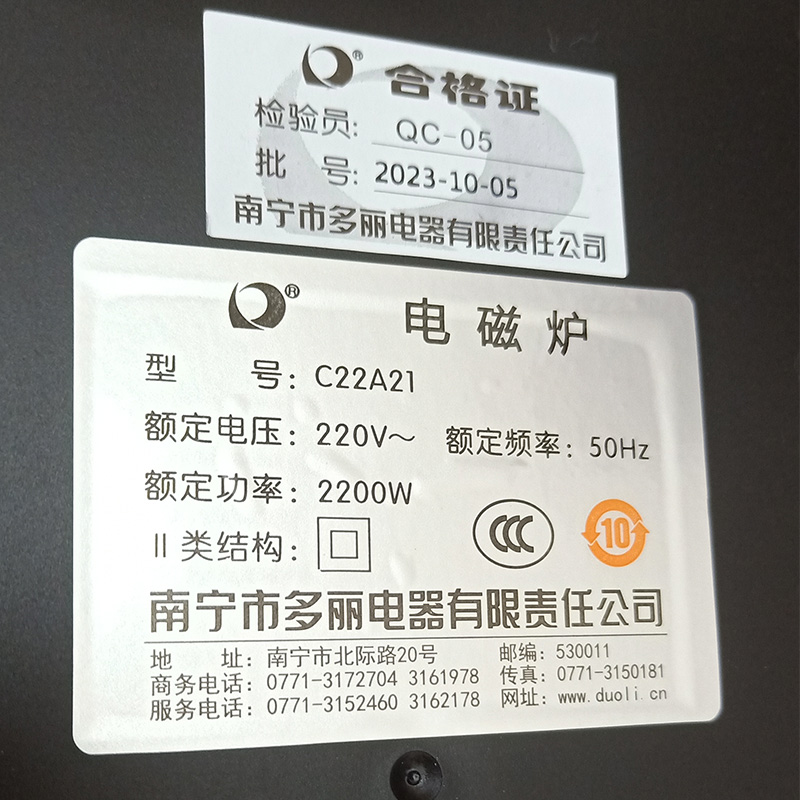 ® 合格证
检验员: QC-05
批 号: 2023-10-05
南宁市多丽电器有限责任公司
® 电磁炉
型 号: C22A21
额定电压: 220V～ 额定频率: 50Hz
额定功率: 2200W
II类结构: CCC 10
南宁市多丽电器有限责任公司
地 址: 南宁市北际路20号 邮编: 530011
商务电话: 0771-3172704 3161978 传真: 0771-3150181
服务电话: 0771-3152460 3162178 网址: www.duoli.cn